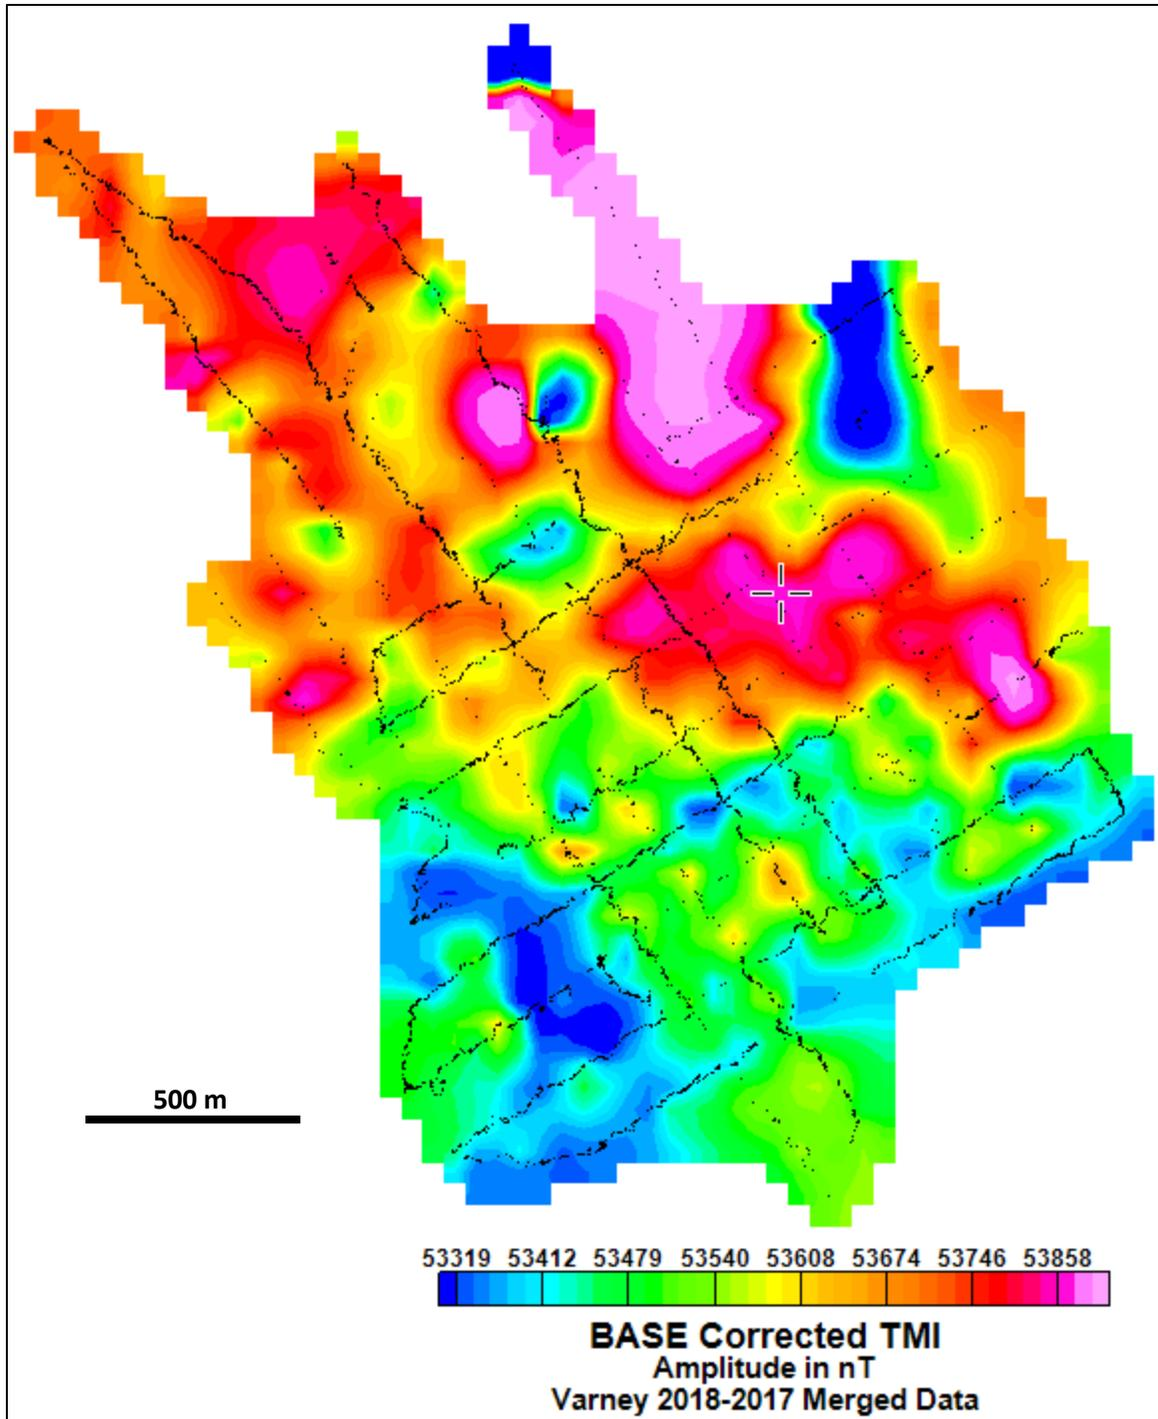 500 m
53319 53412 53479 53540 53608 53674 53746 53858
BASE Corrected TMI
Amplitude in nT
Varney 2018-2017 Merged Data